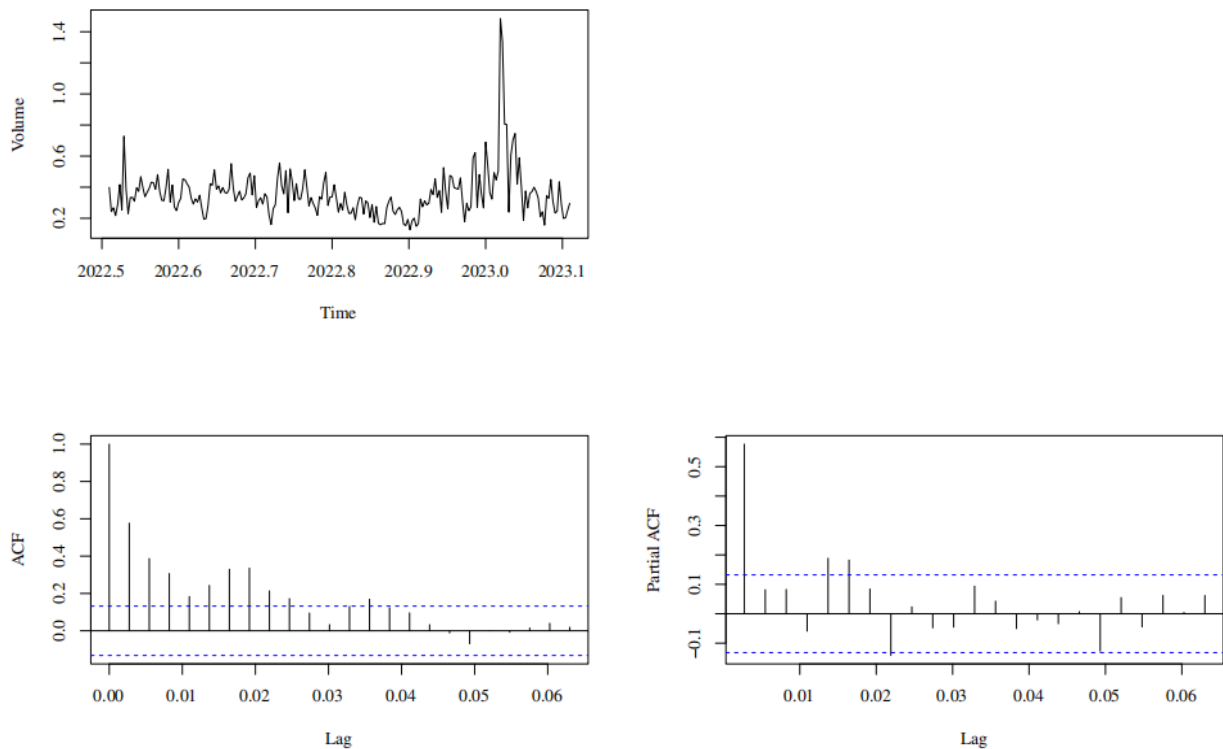 Volume
0.2 0.6 1.0 1.4
2022.5 2022.6 2022.7 2022.8 2022.9 2023.0 2023.1
Time
ACF
0.0 0.2 0.4 0.6 0.8 1.0
0.00 0.01 0.02 0.03 0.04 0.05 0.06
Lag
Partial ACF
−0.1 0.1 0.3 0.5
0.01 0.02 0.03 0.04 0.05 0.06
Lag